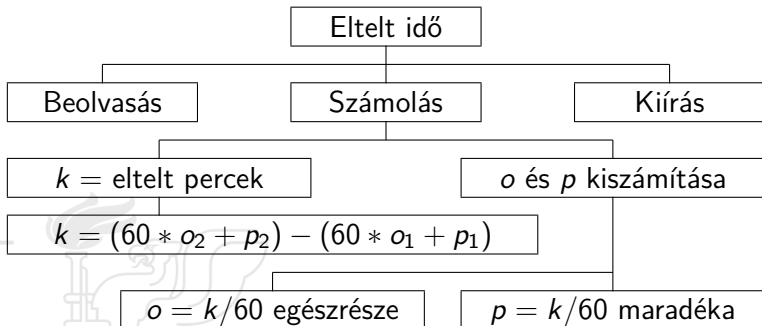 Eltelt idő
Beolvasás Számolás Kiírás
k = eltelt percek o és p kiszámítása
k = (60 ∗ o₂ + p₂) − (60 ∗ o₁ + p₁)
o = k/60 egészrésze p = k/60 maradéka